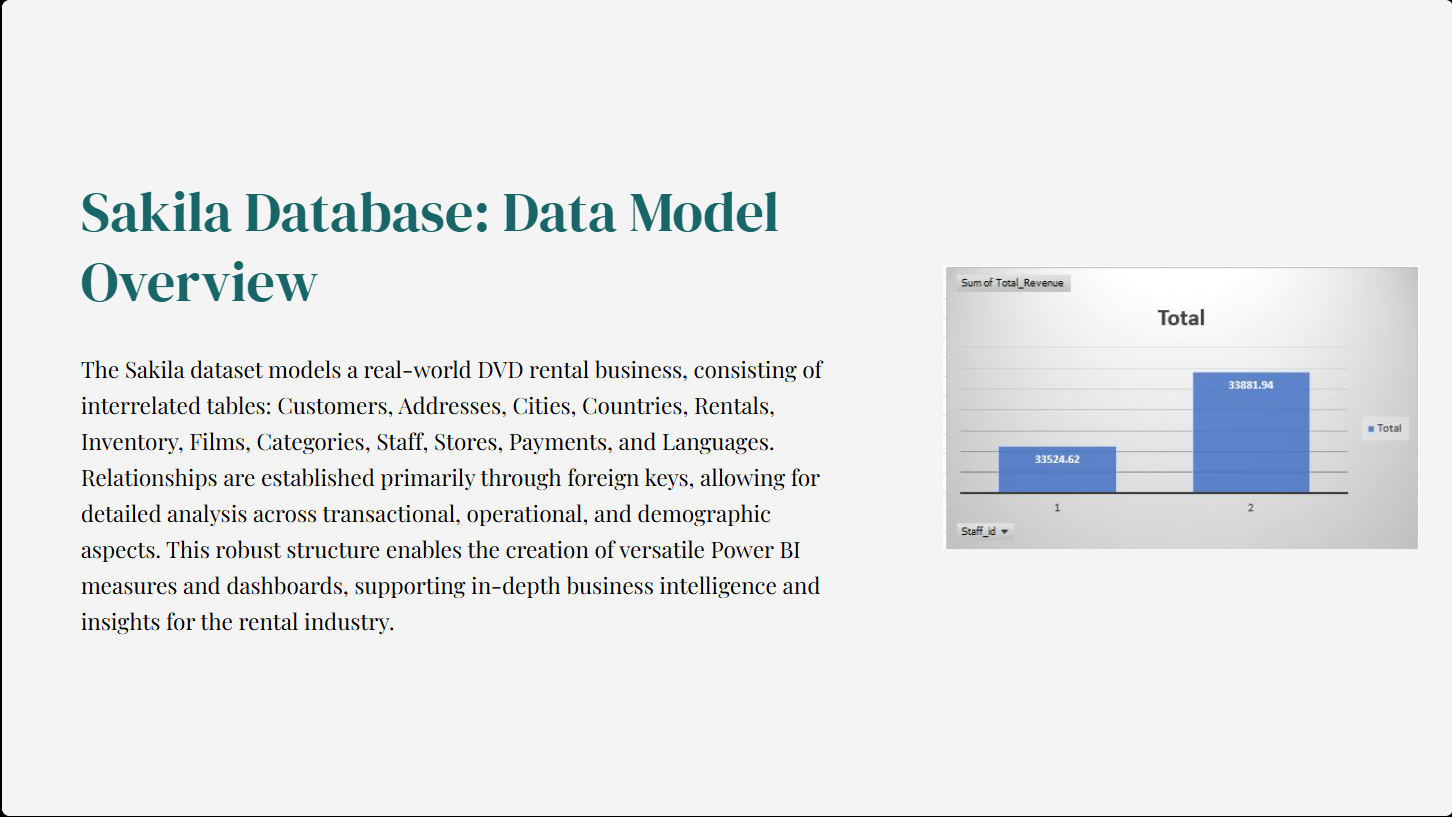 Sakila Database: Data Model
Overview
The Sakila dataset models a real-world DVD rental business, consisting of
interrelated tables: Customers, Addresses, Cities, Countries, Rentals,
Inventory, Films, Categories, Staff, Stores, Payments, and Languages.
Relationships are established primarily through foreign keys, allowing for
detailed analysis across transactional, operational, and demographic
aspects. This robust structure enables the creation of versatile Power BI
measures and dashboards, supporting in-depth business intelligence and
insights for the rental industry.
Sum of Total_Revenue
Total
33881.94
33524.62
Total
1 2
Staff_id